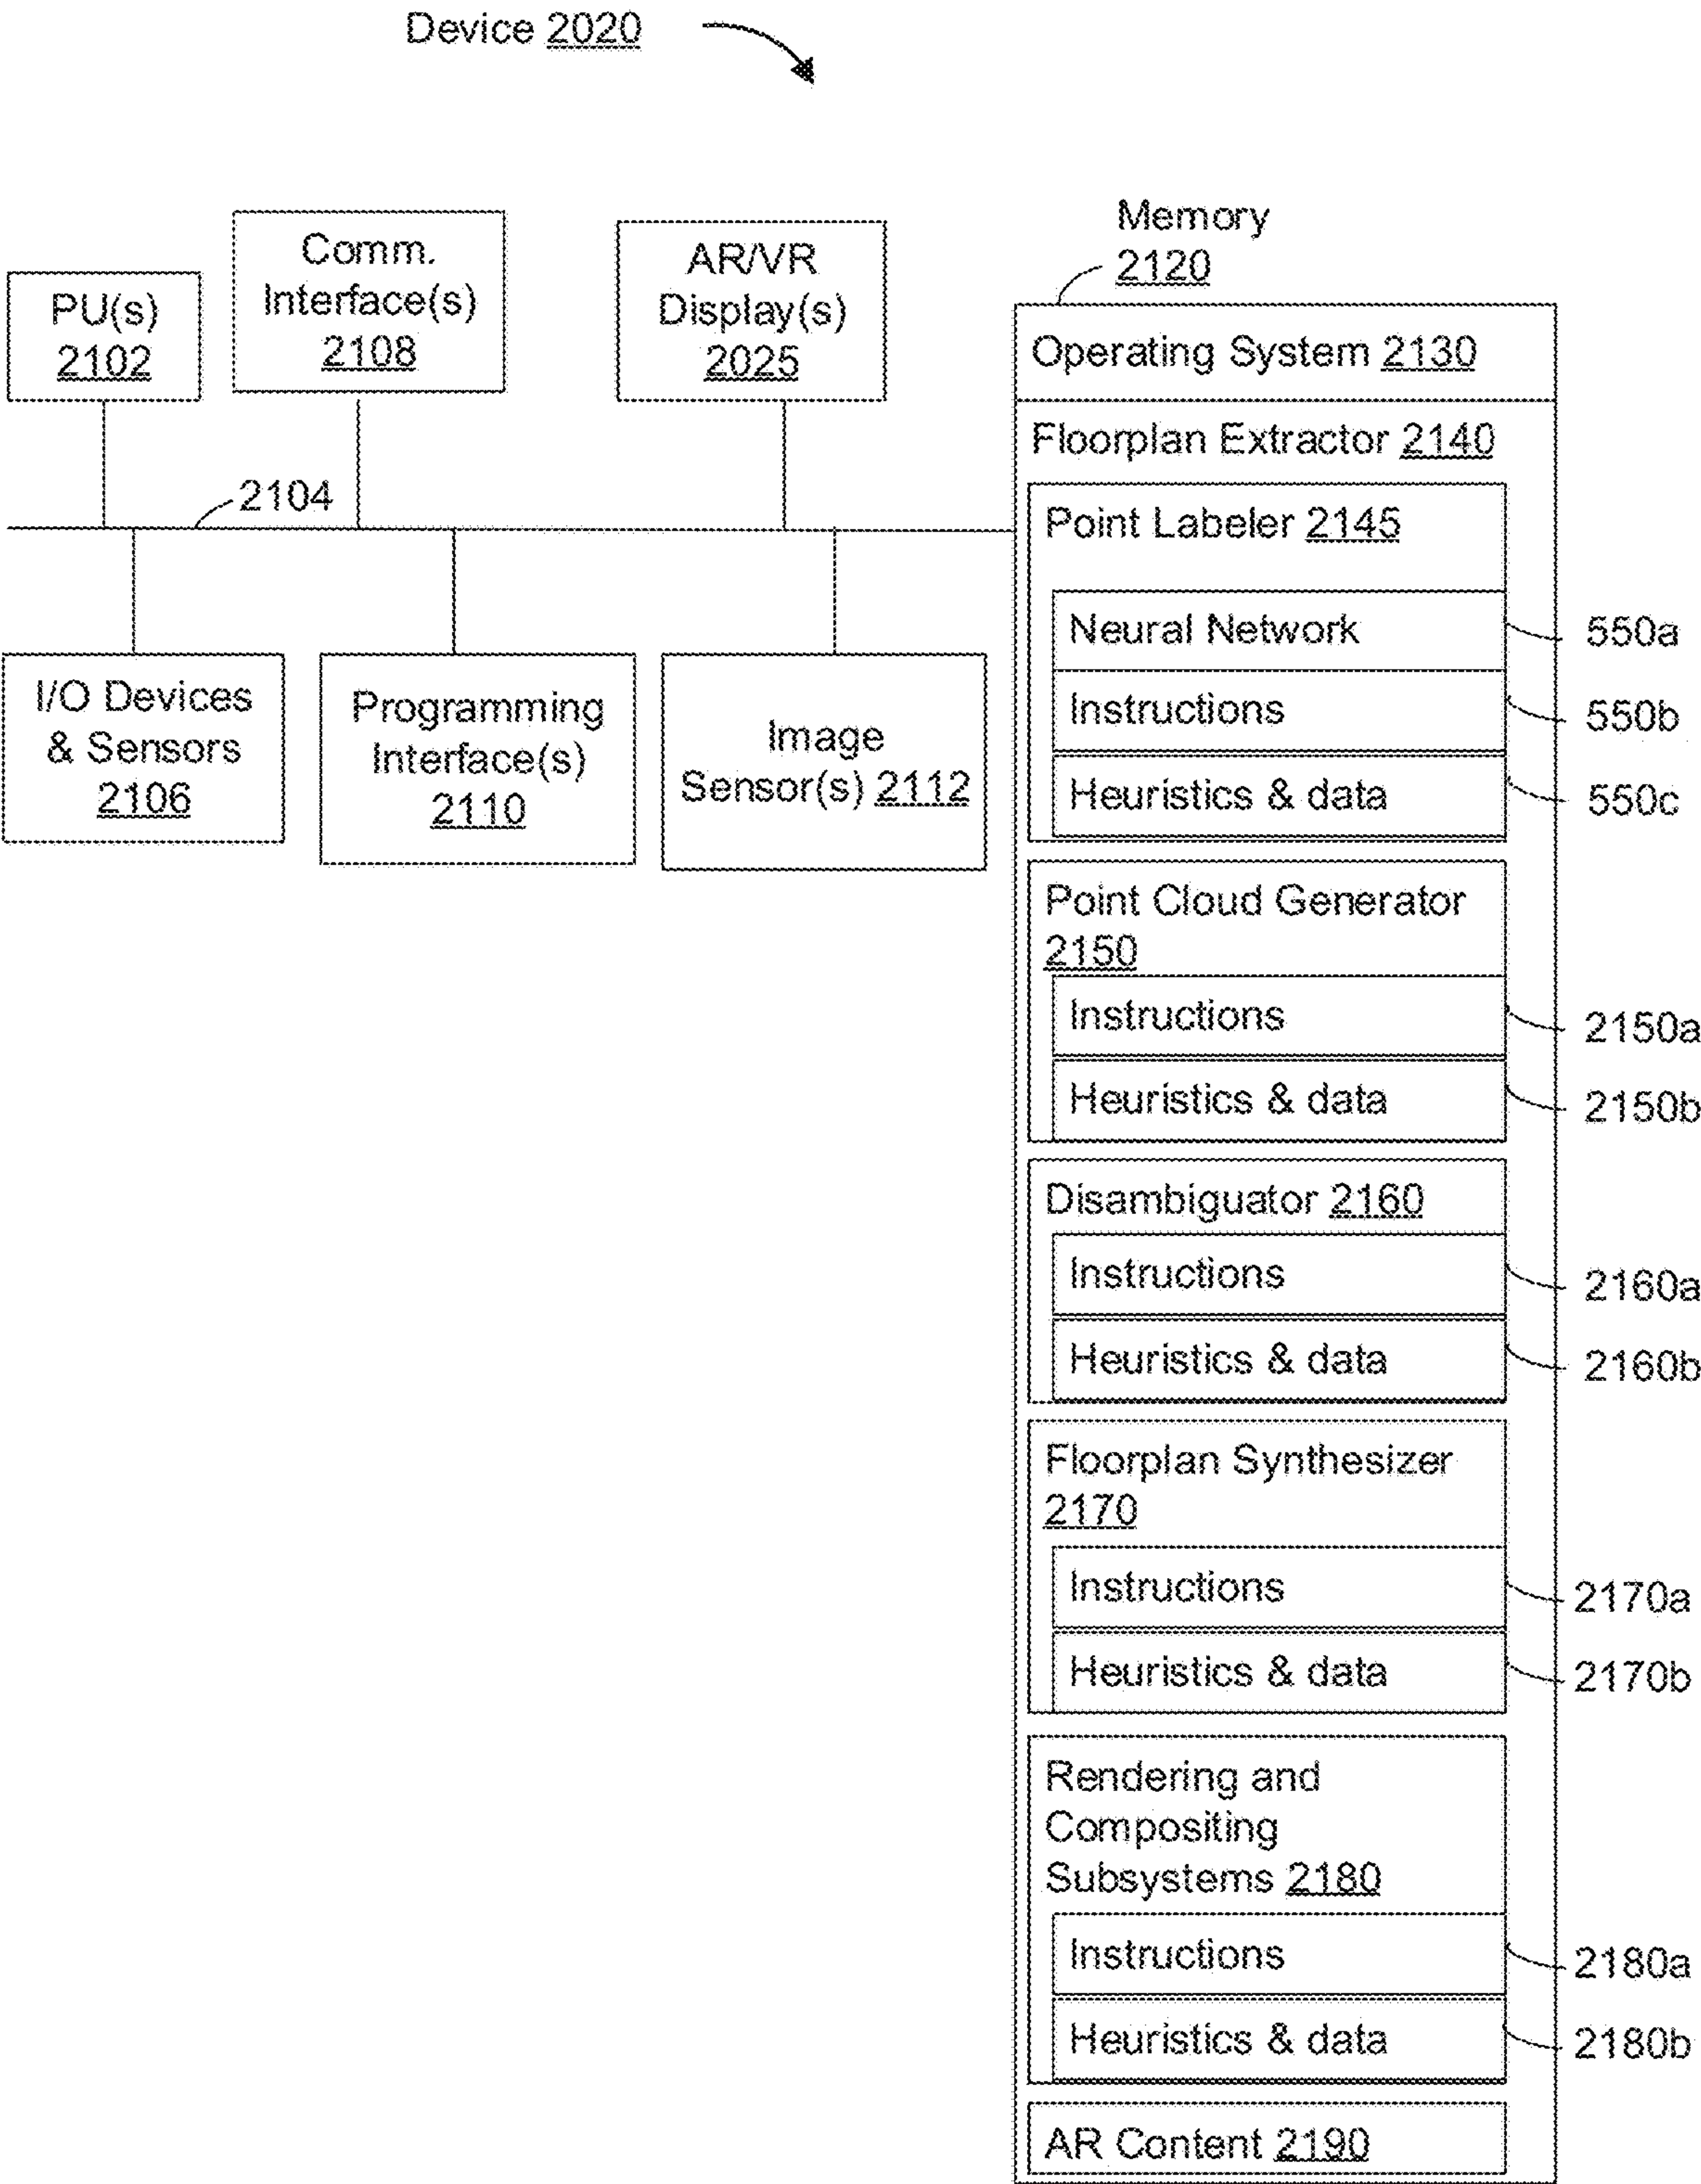 Device 2020
Memory
2120
PU(s)
2102
Comm.
Interface(s)
2108
AR/VR
Display(s)
2025
2104
I/O Devices
& Sensors
2106
Programming
Interface(s)
2110
Image
Sensor(s) 2112
Operating System 2130
Floorplan Extractor 2140
Point Labeler 2145
Neural Network
550a
Instructions
550b
Heuristics & data
550c
Point Cloud Generator
2150
Instructions
2150a
Heuristics & data
2150b
Disambiguator 2160
Instructions
2160a
Heuristics & data
2160b
Floorplan Synthesizer
2170
Instructions
2170a
Heuristics & data
2170b
Rendering and
Compositing
Subsystems 2180
Instructions
2180a
Heuristics & data
2180b
AR Content 2190